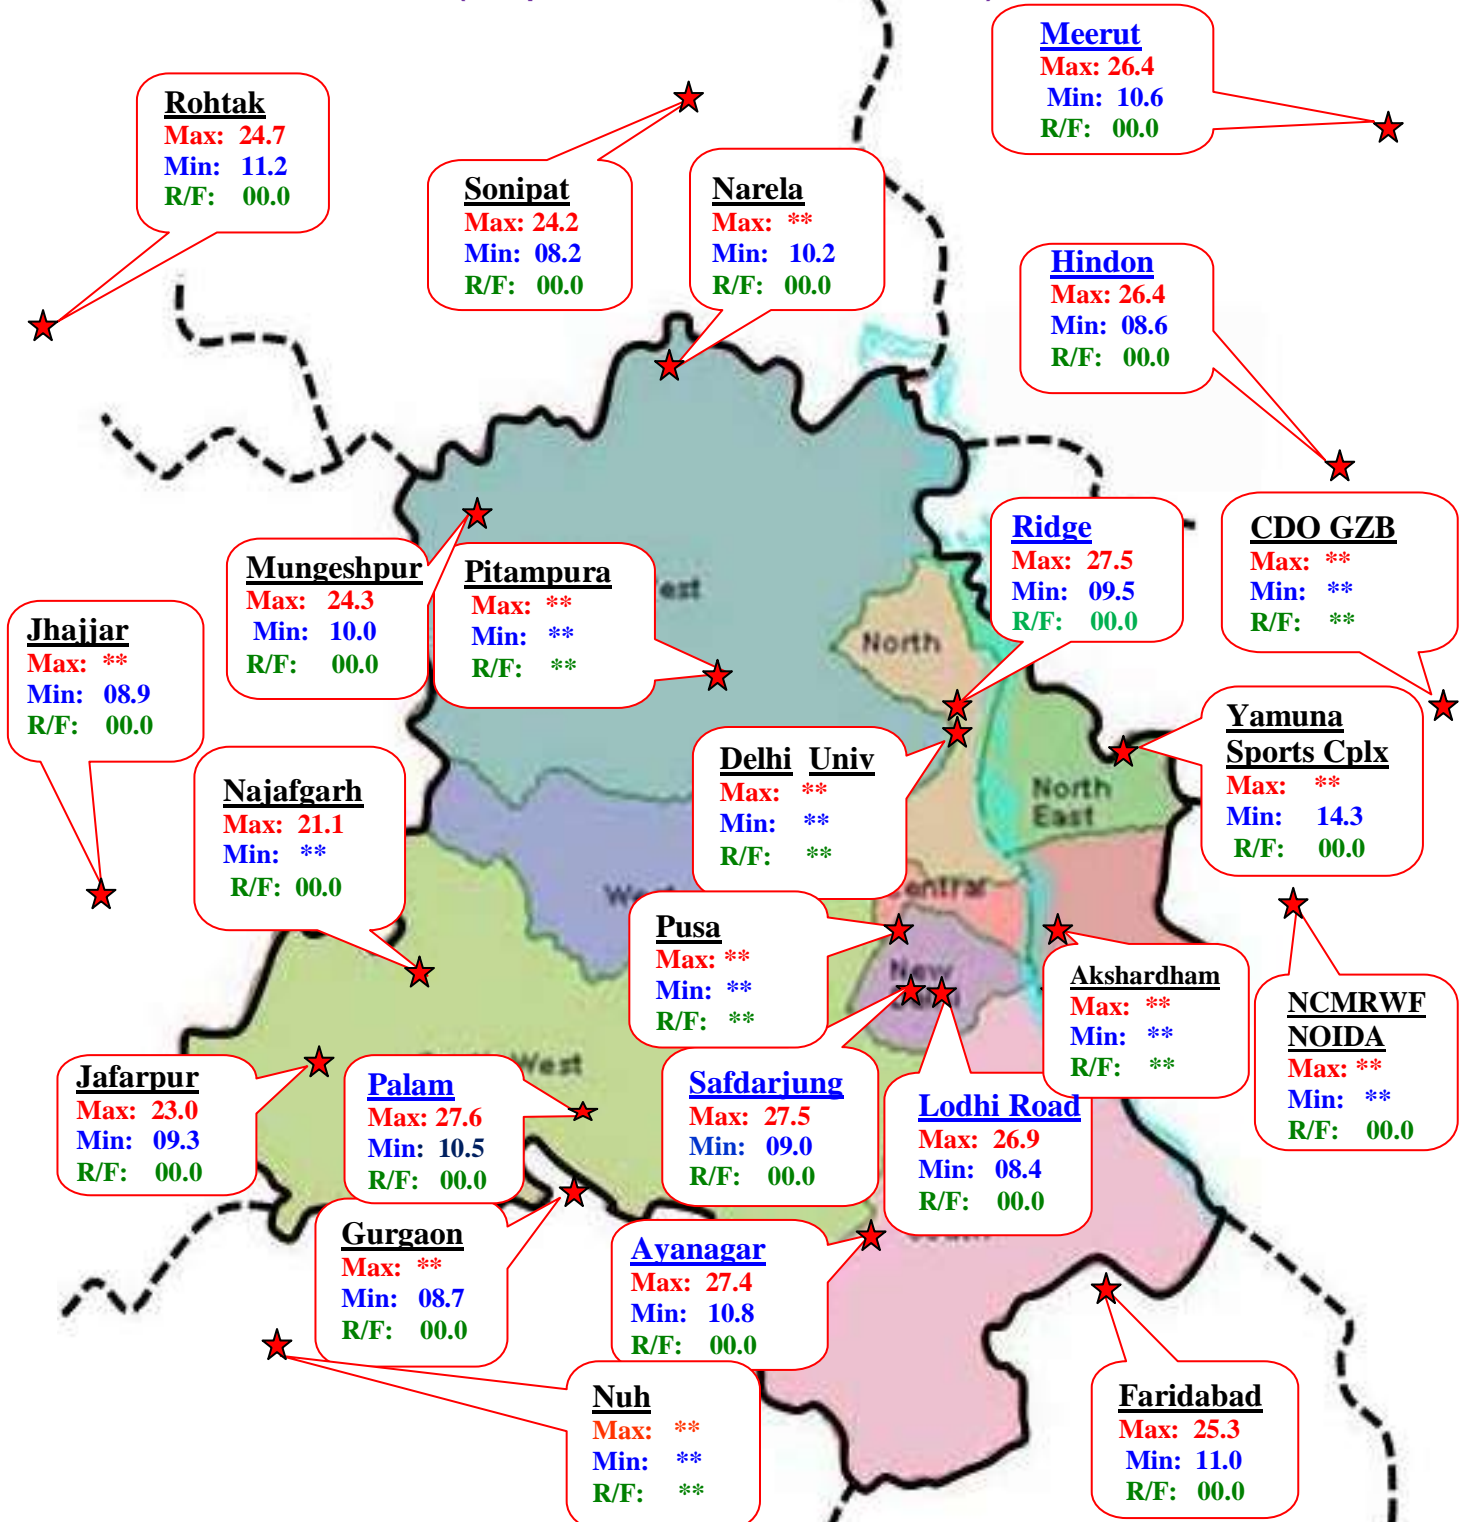 Meerut
Max: 26.4
Min: 10.6
R/F: 00.0
Rohtak
Max: 24.7
Min: 11.2
R/F: 00.0
Sonipat
Max: 24.2
Min: 08.2
R/F: 00.0
Narela
Max: **
Min: 10.2
R/F: 00.0
Hindon
Max: 26.4
Min: 08.6
R/F: 00.0
Ridge
Max: 27.5
Min: 09.5
R/F: 00.0
CDO GZB
Max: **
Min: **
R/F: **
Mungeshpur
Max: 24.3
Min: 10.0
R/F: 00.0
Pitampura
Max: **
Min: **
R/F: **
est
North
Jhajjar
Max: **
Min: 08.9
R/F: 00.0
Yamuna
Sports Cplx
Max: **
Min: 14.3
R/F: 00.0
Delhi Univ
Max: **
Min: **
R/F: **
North
East
Najafgarh
Max: 21.1
Min: **
R/F: 00.0
Pusa
Max: **
Min: **
R/F: **
entral
New
Akshardham
Max: **
Min: **
R/F: **
NCMRWF
NOIDA
Max: **
Min: **
R/F: 00.0
Jafarpur
Max: 23.0
Min: 09.3
R/F: 00.0
West
Palam
Max: 27.6
Min: 10.5
R/F: 00.0
Safdarjung
Max: 27.5
Min: 09.0
R/F: 00.0
Lodhi Road
Max: 26.9
Min: 08.4
R/F: 00.0
Gurgaon
Max: **
Min: 08.7
R/F: 00.0
Ayanagar
Max: 27.4
Min: 10.8
R/F: 00.0
Nuh
Max: **
Min: **
R/F: **
Faridabad
Max: 25.3
Min: 11.0
R/F: 00.0